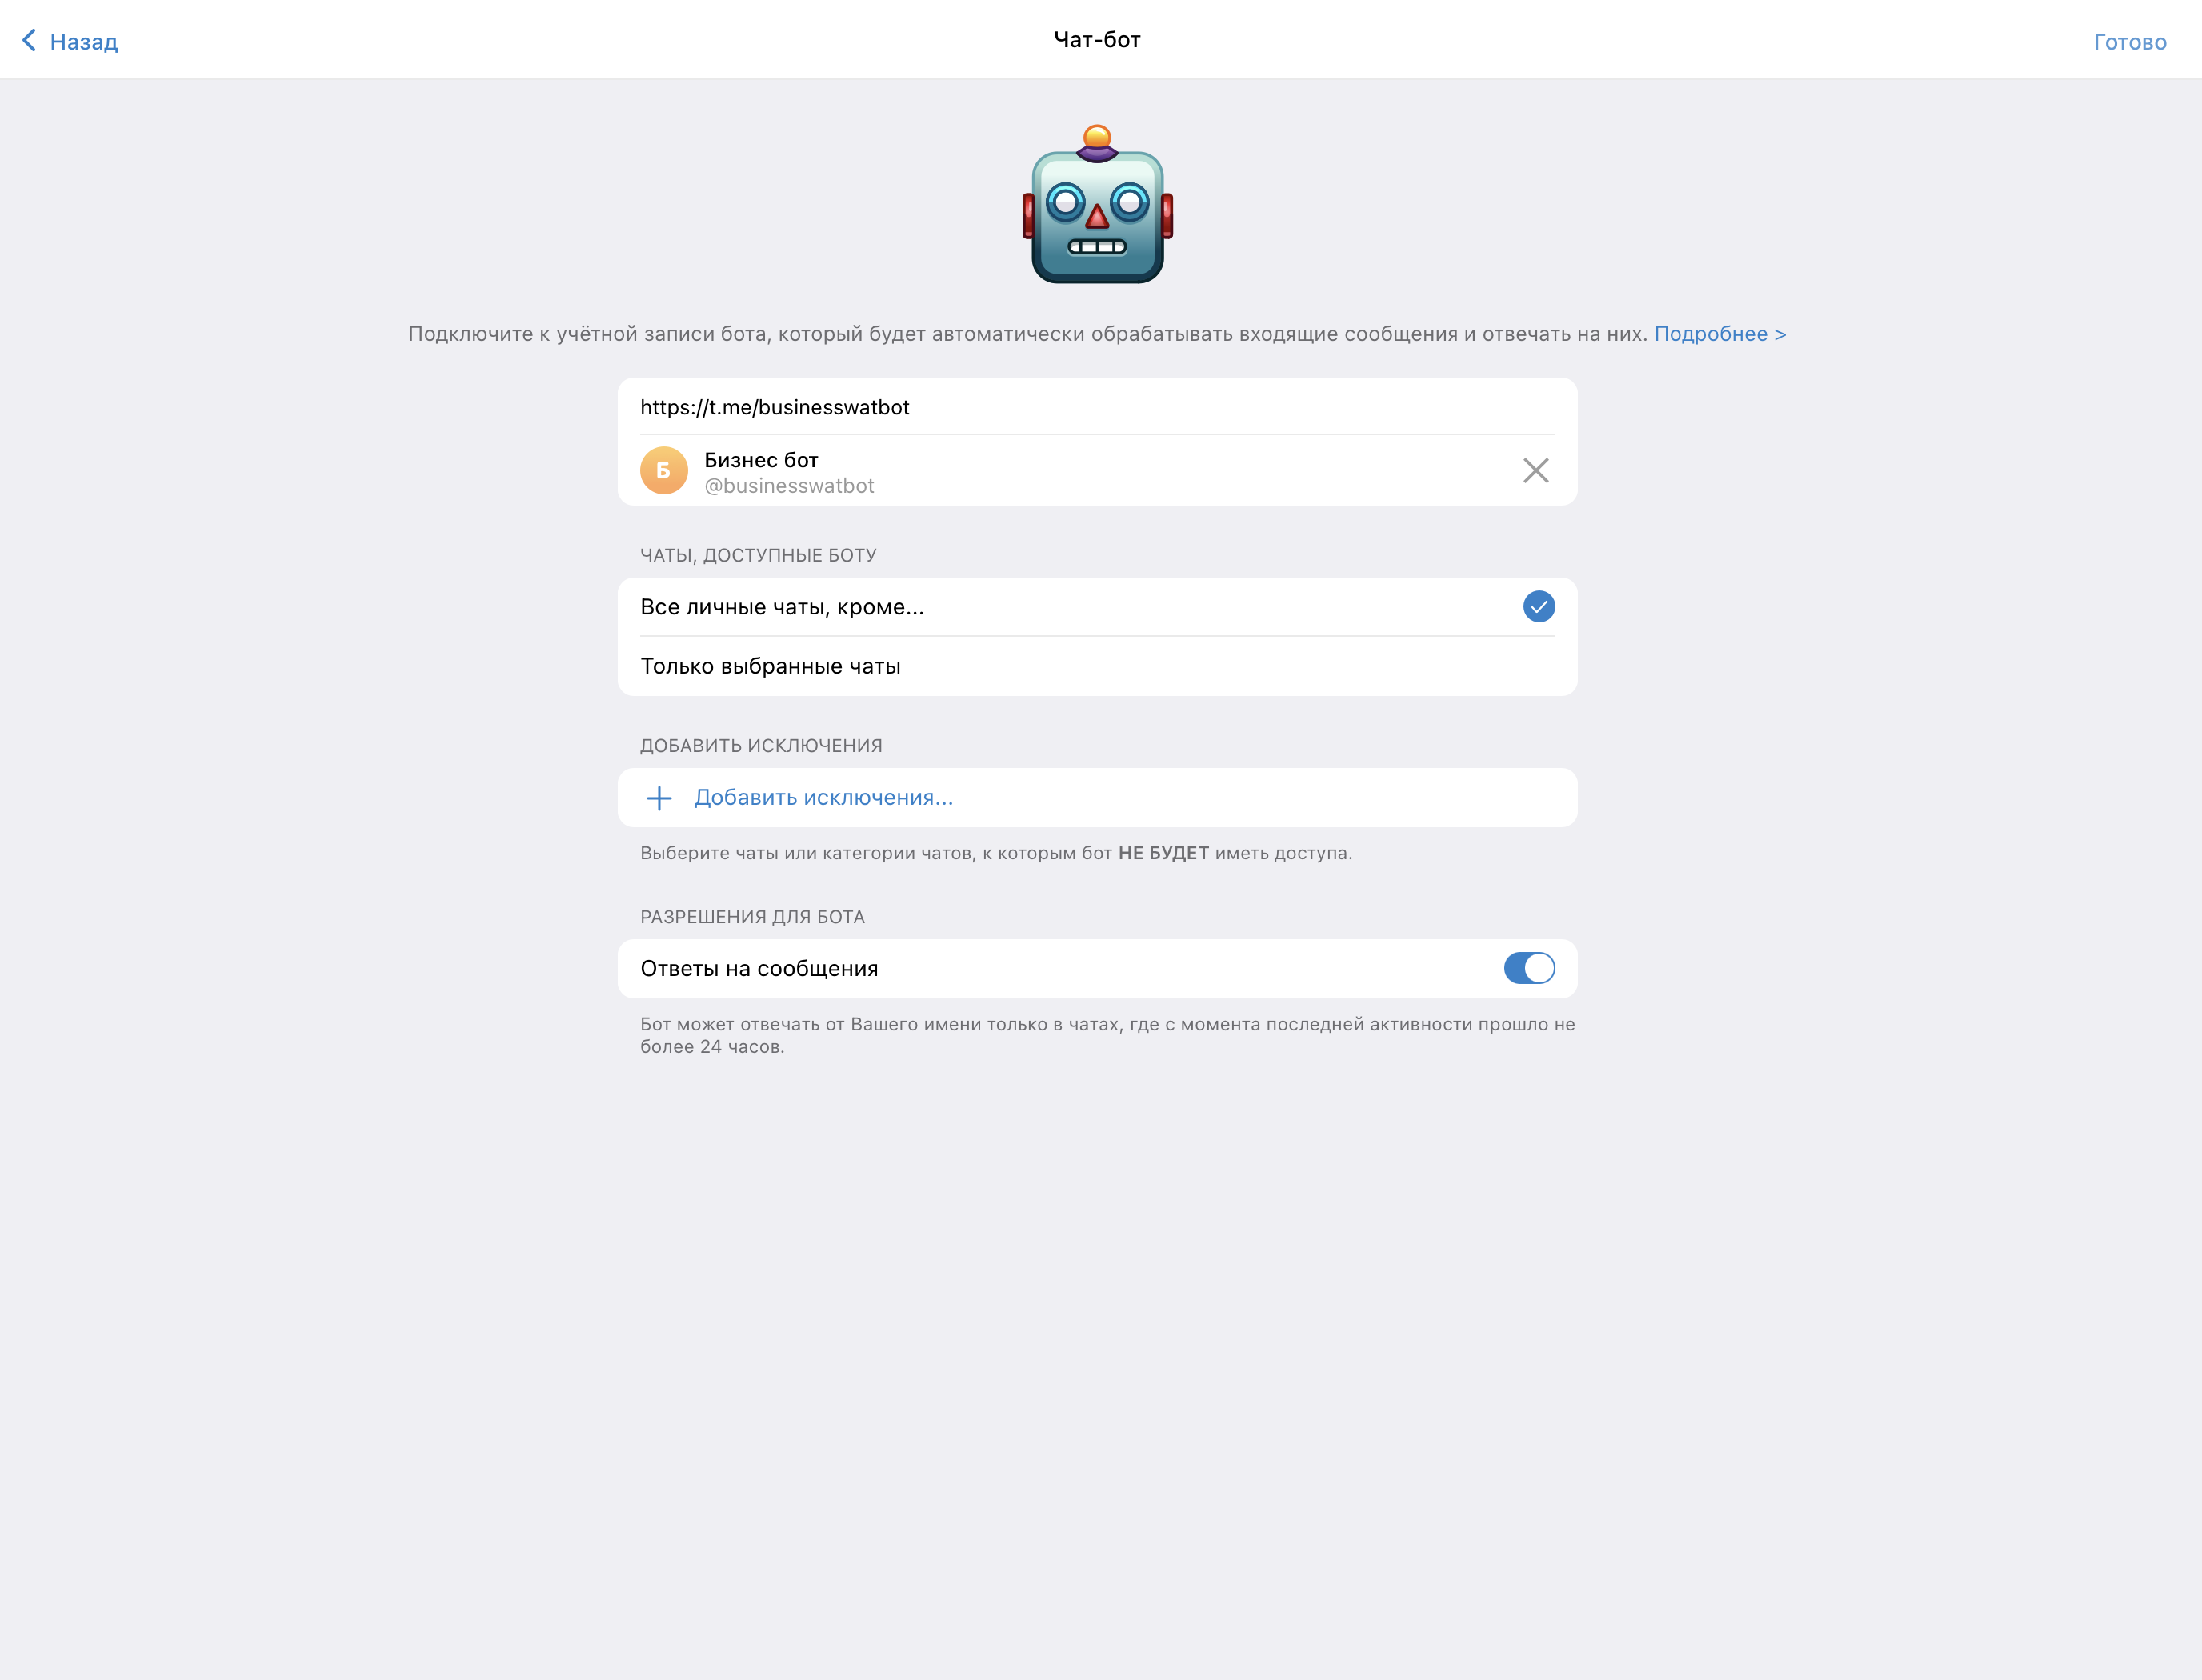 Назад
Чат-бот
Готово
Подключите к учётной записи бота, который будет автоматически обрабатывать входящие сообщения и отвечать на них. Подробнее >
https://t.me/businesswatbot
Б
Бизнес бот
@businesswatbot
ЧАТЫ, ДОСТУПНЫЕ БОТУ
Все личные чаты, кроме...
Только выбранные чаты
ДОБАВИТЬ ИСКЛЮЧЕНИЯ
Добавить исключения...
Выберите чаты или категории чатов, к которым бот НЕ БУДЕТ иметь доступа.
РАЗРЕШЕНИЯ ДЛЯ БОТА
Ответы на сообщения
Бот может отвечать от Вашего имени только в чатах, где с момента последней активности прошло не
более 24 часов.